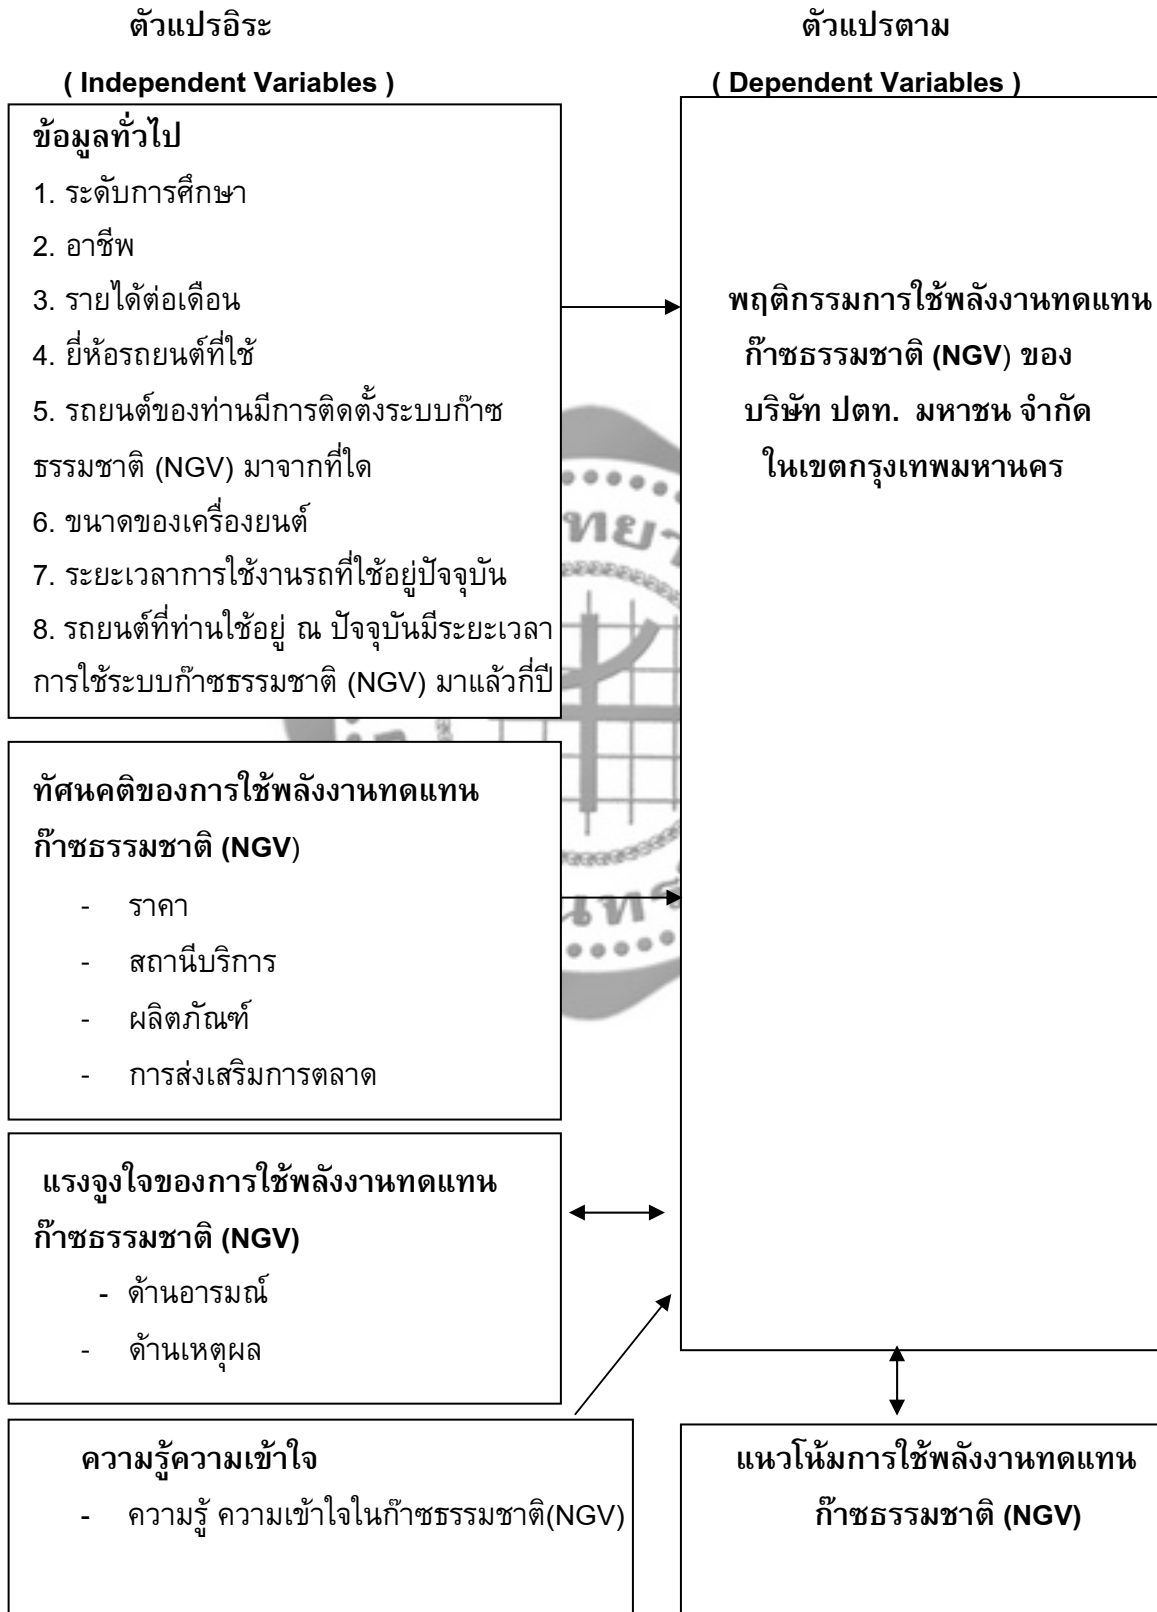 ตัวแปรอิระ
ตัวแปรตาม
( Independent Variables )
( Dependent Variables )
ข้อมูลทั่วไป
1. ระดับการศึกษา
2. อาชีพ
3. รายได้ต่อเดือน
4. ยี่ห้อรถยนต์ที่ใช้
5. รถยนต์ของท่านมีการติดตั้งระบบก๊าซ
ธรรมชาติ (NGV) มาจากที่ใด
6. ขนาดของเครื่องยนต์
7. ระยะเวลาการใช้งานรถที่ใช้อยู่ปัจจุบัน
8. รถยนต์ที่ท่านใช้อยู่ ณ ปัจจุบันมีระยะเวลา
การใช้ระบบก๊าซธรรมชาติ (NGV) มาแล้วกี่ปี
พฤติกรรมการใช้พลังงานทดแทน
ก๊าซธรรมชาติ (NGV) ของ
บริษัท ปตท. มหาชน จำกัด
ในเขตกรุงเทพมหานคร
ทัศนคติของการใช้พลังงานทดแทน
ก๊าซธรรมชาติ (NGV)
- ราคา
- สถานีบริการ
- ผลิตภัณฑ์
- การส่งเสริมการตลาด
แรงจูงใจของการใช้พลังงานทดแทน
ก๊าซธรรมชาติ (NGV)
- ด้านอารมณ์
- ด้านเหตุผล
ความรู้ความเข้าใจ
- ความรู้ ความเข้าใจในก๊าซธรรมชาติ(NGV)
แนวโน้มการใช้พลังงานทดแทน
ก๊าซธรรมชาติ (NGV)